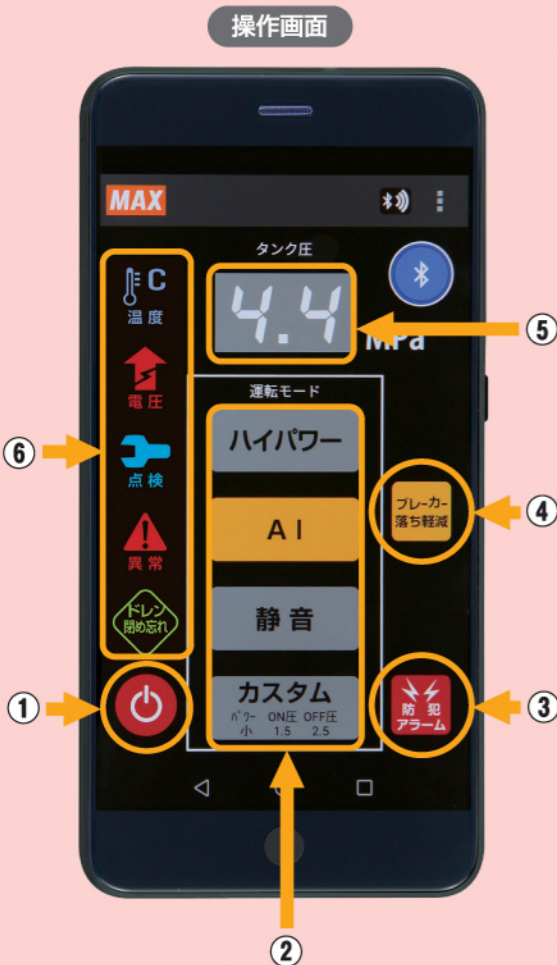 操作画面
MAX
タンク圧
4.4
MPa
C
温度
電圧
点検
異常
ドレン
閉め忘れ
運転モード
ハイパワー
AI
静音
カスタム
パワー ON圧 OFF圧
小 1.5 2.5
ブレーカー
落ち軽減
防犯
アラーム
①
②
③
④
⑤
⑥